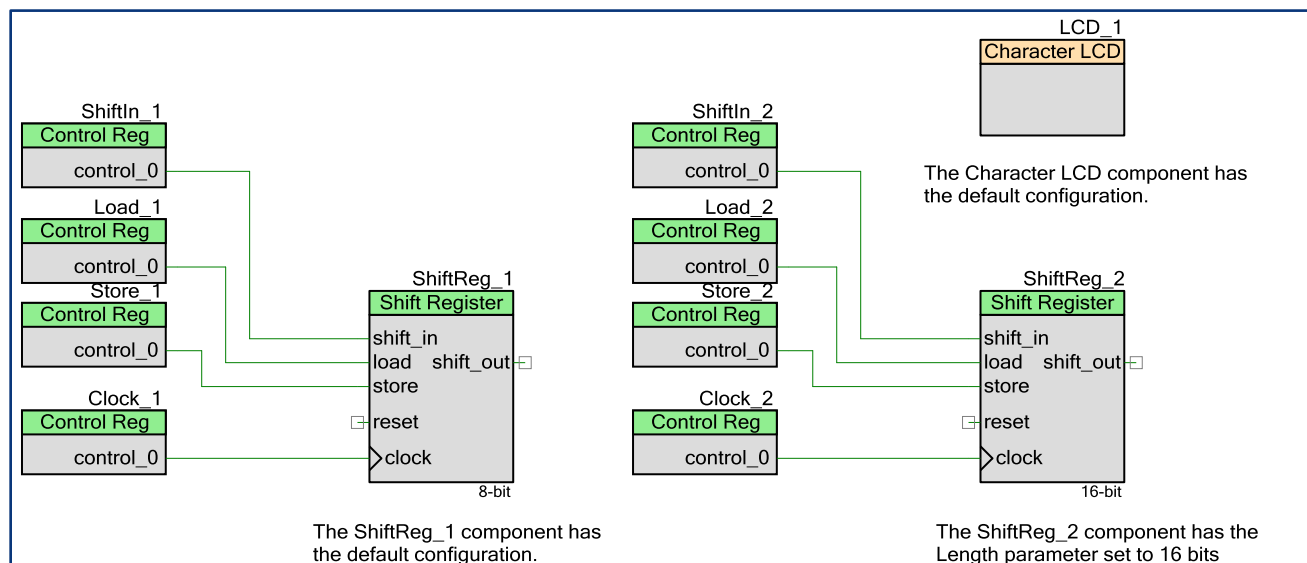 LCD_1
Character LCD
The Character LCD component has
the default configuration.
ShiftIn_1
Control Reg
control_0
Load_1
Control Reg
control_0
Store_1
Control Reg
control_0
Clock_1
Control Reg
control_0
ShiftReg_1
Shift Register
shift_in
load shift_out
store
reset
clock
8-bit
The ShiftReg_1 component has
the default configuration.
ShiftIn_2
Control Reg
control_0
Load_2
Control Reg
control_0
Store_2
Control Reg
control_0
Clock_2
Control Reg
control_0
ShiftReg_2
Shift Register
shift_in
load shift_out
store
reset
clock
16-bit
The ShiftReg_2 component has the
Length parameter set to 16 bits